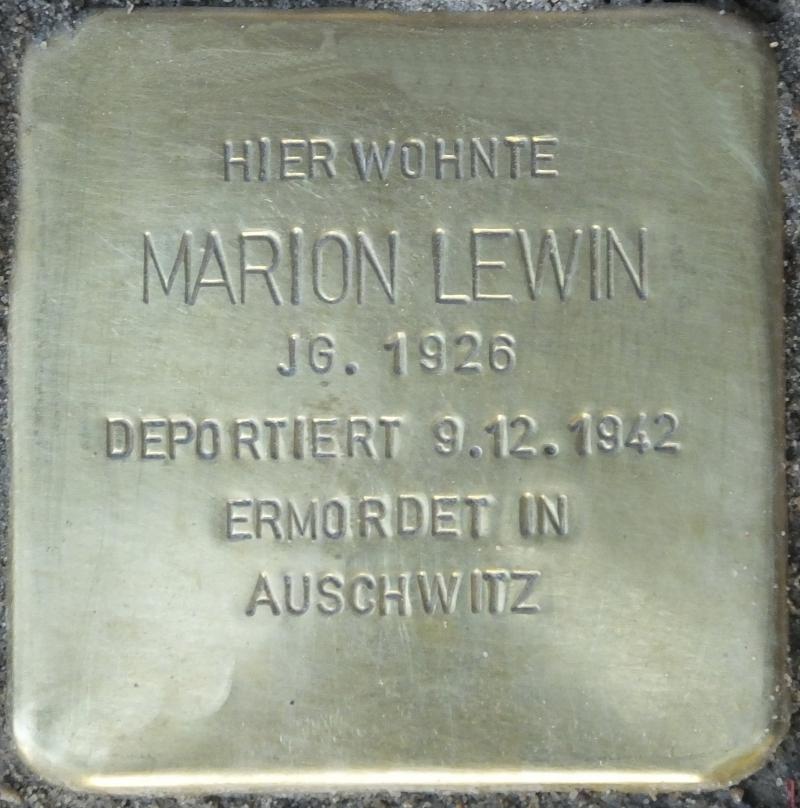 HIER WOHNTE
MARION LEWIN
JG. 1926
DEPORTIERT 9.12.1942
ERMORDET IN
AUSCHWITZ